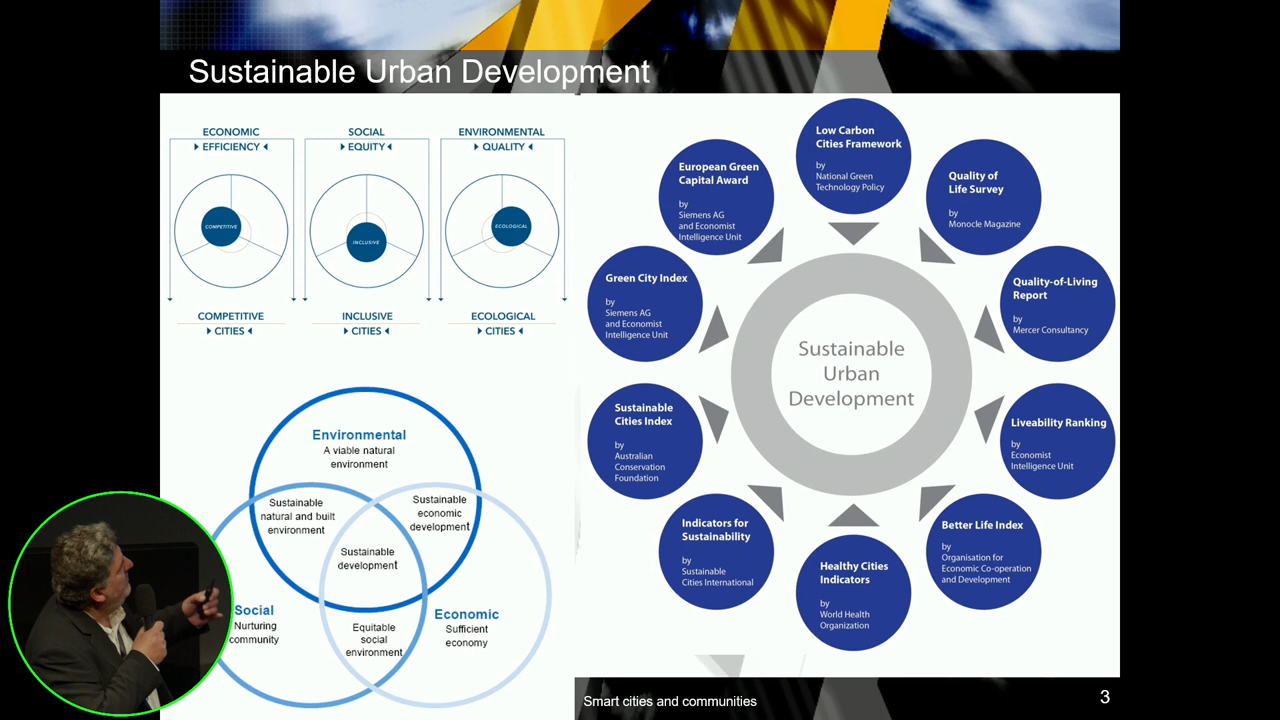 Sustainable Urban Development
ECONOMIC
EFFICIENCY
COMPETITIVE
COMPETITIVE
CITIES
SOCIAL
EQUITY
INCLUSIVE
INCLUSIVE
CITIES
ENVIRONMENTAL
QUALITY
ECOLOGICAL
ECOLOGICAL
CITIES
Environmental
A viable natural
environment
Sustainable
natural and built
environment
Sustainable
economic
development
Sustainable
development
Social
Nurturing
community
Equitable
social
environment
Economic
Sufficient
economy
Low Carbon
Cities Framework
by
National Green
Technology Policy
Quality of
Life Survey
by
Monocle Magazine
Quality-of-Living
Report
by
Mercer Consultancy
Liveability Ranking
by
Economist
Intelligence Unit
Better Life Index
by
Organisation for
Economic Co-operation
and Development
Healthy Cities
Indicators
by
World Health
Organization
Indicators for
Sustainability
by
Sustainable
Cities International
Sustainable
Cities Index
by
Australian
Conservation
Foundation
Green City Index
by
Siemens AG
and Economist
Intelligence Unit
European Green
Capital Award
by
Siemens AG
and Economist
Intelligence Unit
Sustainable
Urban
Development
Smart cities and communities
3